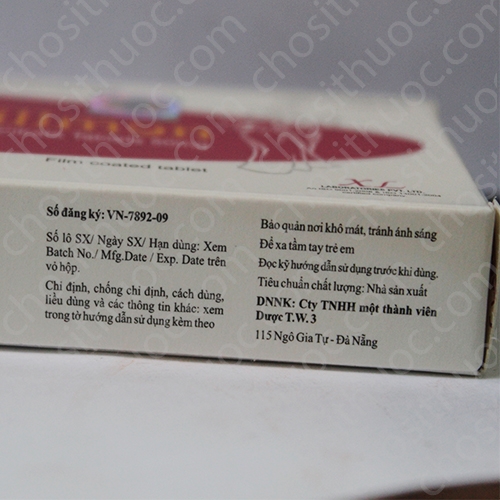 Film coated tablet
XL
LABORATORIES PVT. LTD.
Số đăng ký: VN-7892-09
Số lô SX/ Ngày SX/ Hạn dùng: Xem
Batch No./ Mfg.Date / Exp. Date trên
vỏ hộp.
Chỉ định, chống chỉ định, cách dùng,
liều dùng và các thông tin khác: xem
trong tờ hướng dẫn sử dụng kèm theo
Bảo quản nơi khô mát, tránh ánh sáng
Để xa tầm tay trẻ em
Đọc kỹ hướng dẫn sử dụng trước khi dùng.
Tiêu chuẩn chất lượng: Nhà sản xuất
DNNK: Cty TNHH một thành viên
Dược T.W. 3
115 Ngô Gia Tự - Đà Nẵng
chosithuoc.com